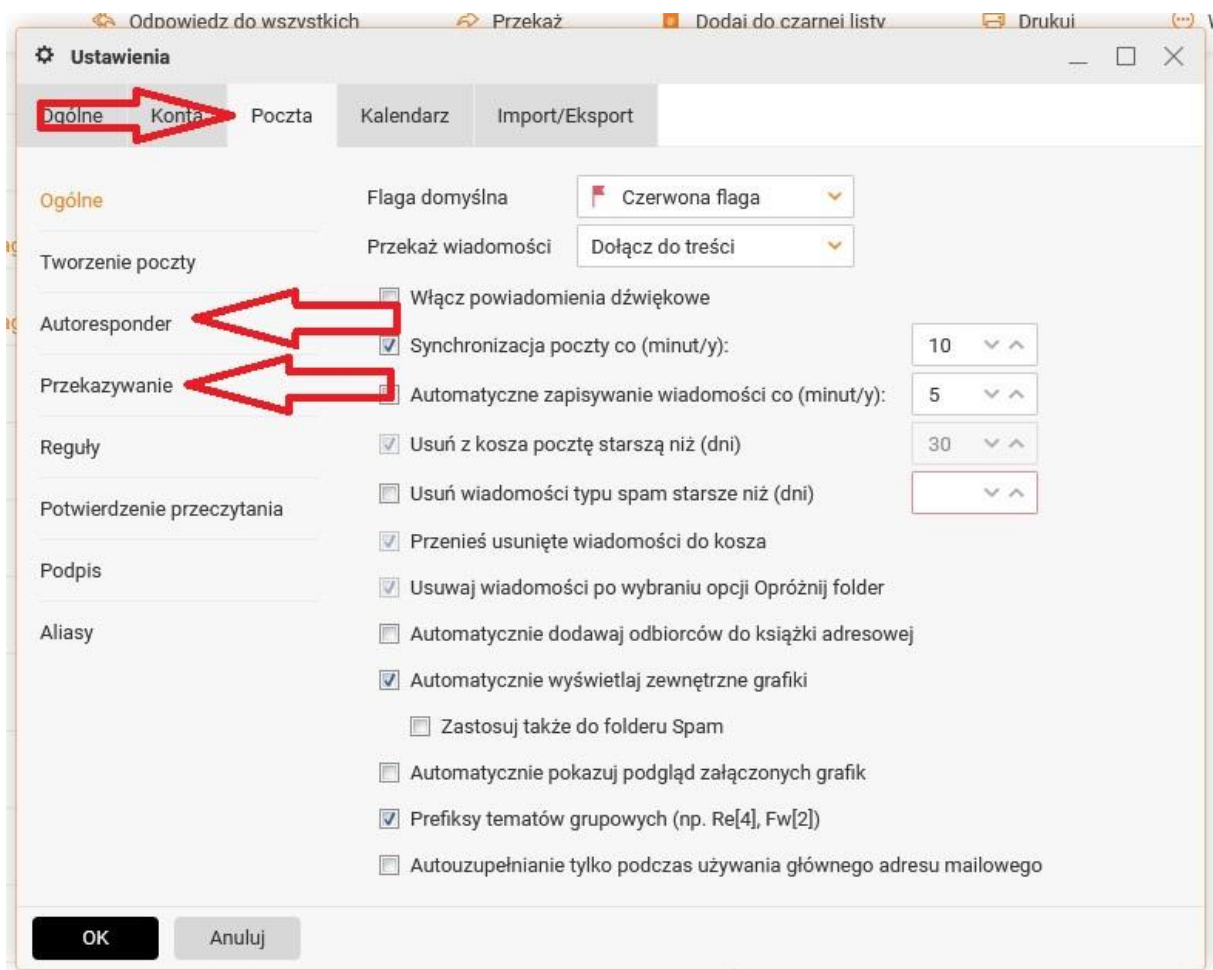 Odpowiedz do wszystkich Przekaż Dodaj do czarnej listy Drukuj
Ustawienia
Ogólne Konta Poczta Kalendarz Import/Eksport
Ogólne
Tworzenie poczty
Autoresponder
Przekazywanie
Reguły
Potwierdzenie przeczytania
Podpis
Aliasy
Flaga domyślna Czerwona flaga
Przekaż wiadomości Dołącz do treści
Włącz powiadomienia dźwiękowe
Synchronizacja poczty co (minut/y): 10
Automatyczne zapisywanie wiadomości co (minut/y): 5
Usuń z kosza pocztę starszą niż (dni) 30
Usuń wiadomości typu spam starsze niż (dni)
Przenieś usunięte wiadomości do kosza
Usuwaj wiadomości po wybraniu opcji Opróżnij folder
Automatycznie dodawaj odbiorców do książki adresowej
Automatycznie wyświetlaj zewnętrzne grafiki
Zastosuj także do folderu Spam
Automatycznie pokazuj podgląd załączonych grafik
Prefiksy tematów grupowych (np. Re[4], Fw[2])
Autouzupełnianie tylko podczas używania głównego adresu mailowego
OK Anuluj